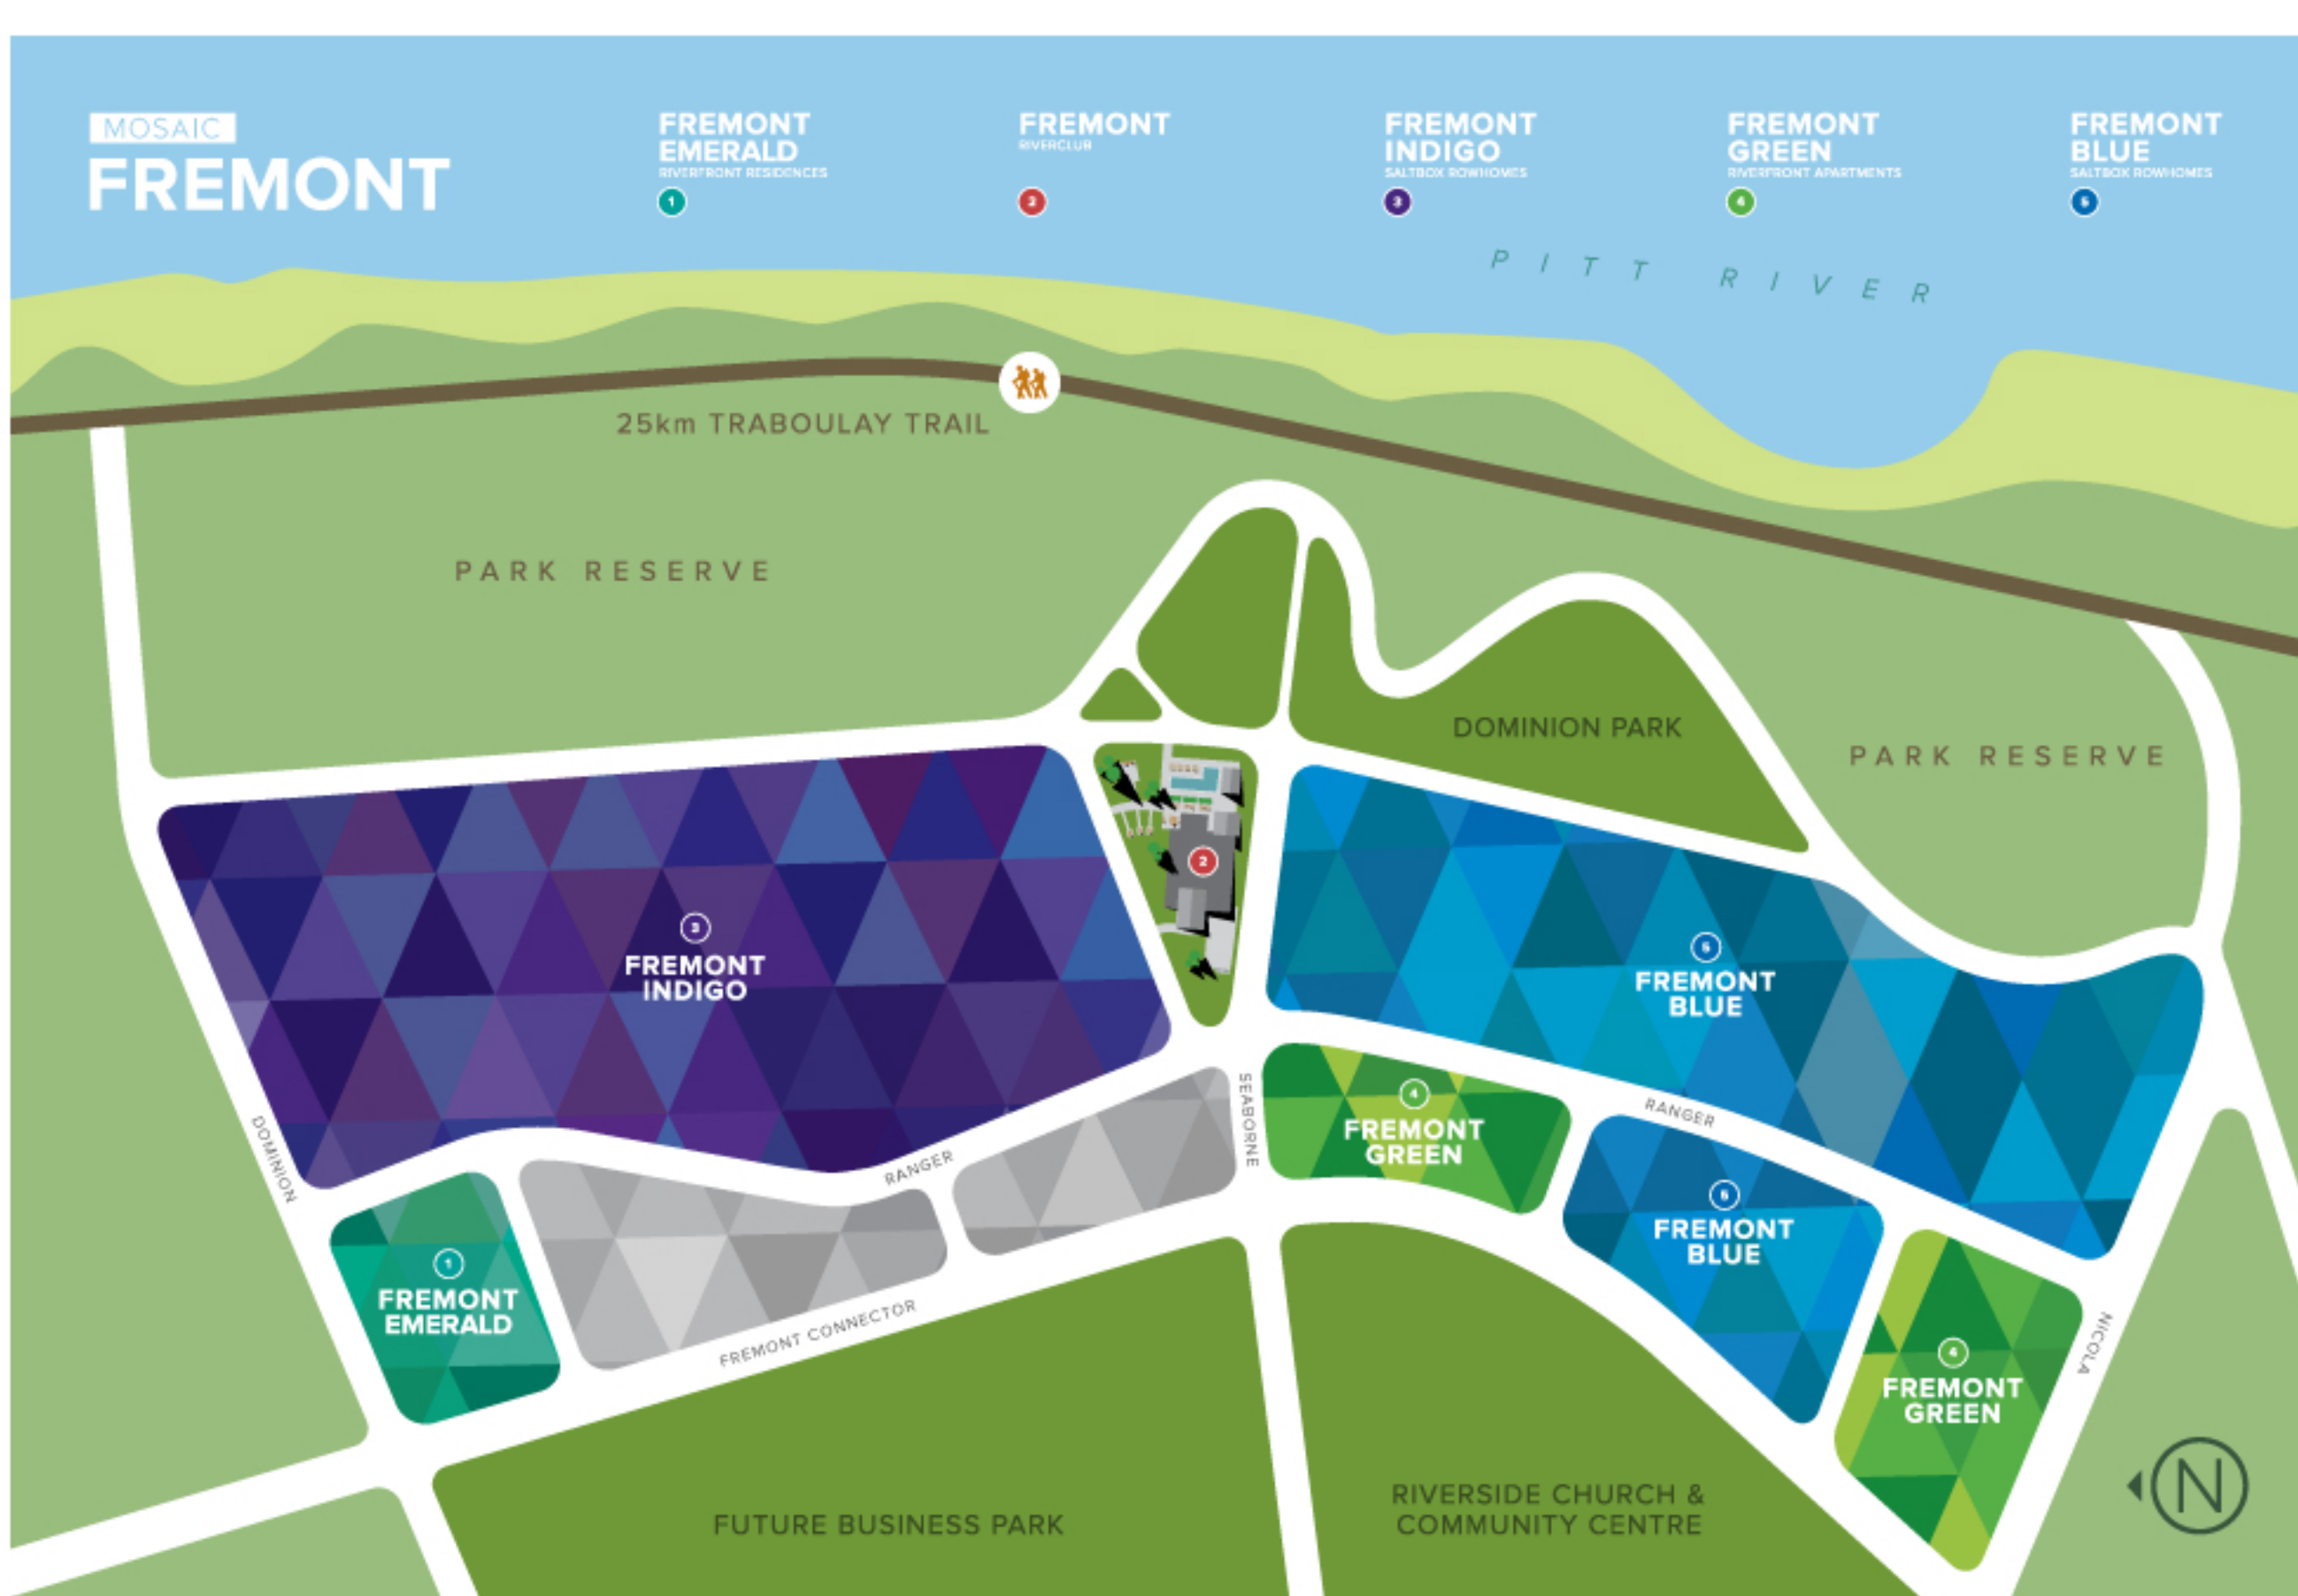 MOSAIC
FREMONT
FREMONT
EMERALD
RIVERFRONT RESIDENCES
1
FREMONT
RIVERCLUB
2
FREMONT
INDIGO
SALTBOX ROWHOMES
3
FREMONT
GREEN
RIVERFRONT APARTMENTS
4
FREMONT
BLUE
SALTBOX ROWHOMES
5
PITT RIVER
25km TRABOULAY TRAIL
PARK RESERVE
DOMINION PARK
PARK RESERVE
2
3
FREMONT
INDIGO
5
FREMONT
BLUE
SEABORNE
4
FREMONT
GREEN
RANGER
DOMINION
RANGER
5
FREMONT
BLUE
1
FREMONT
EMERALD
FREMONT CONNECTOR
NICOLA
4
FREMONT
GREEN
FUTURE BUSINESS PARK
RIVERSIDE CHURCH &
COMMUNITY CENTRE
N